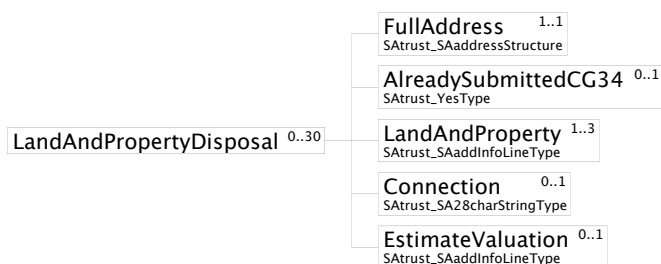 FullAddress 1..1
SAtrust_SAaddressStructure
AlreadySubmittedCG34 0..1
SAtrust_YesType
LandAndPropertyDisposal 0..30
LandAndProperty 1..3
SAtrust_SAaddInfoLineType
Connection 0..1
SAtrust_SA28charStringType
EstimateValuation 0..1
SAtrust_SAaddInfoLineType